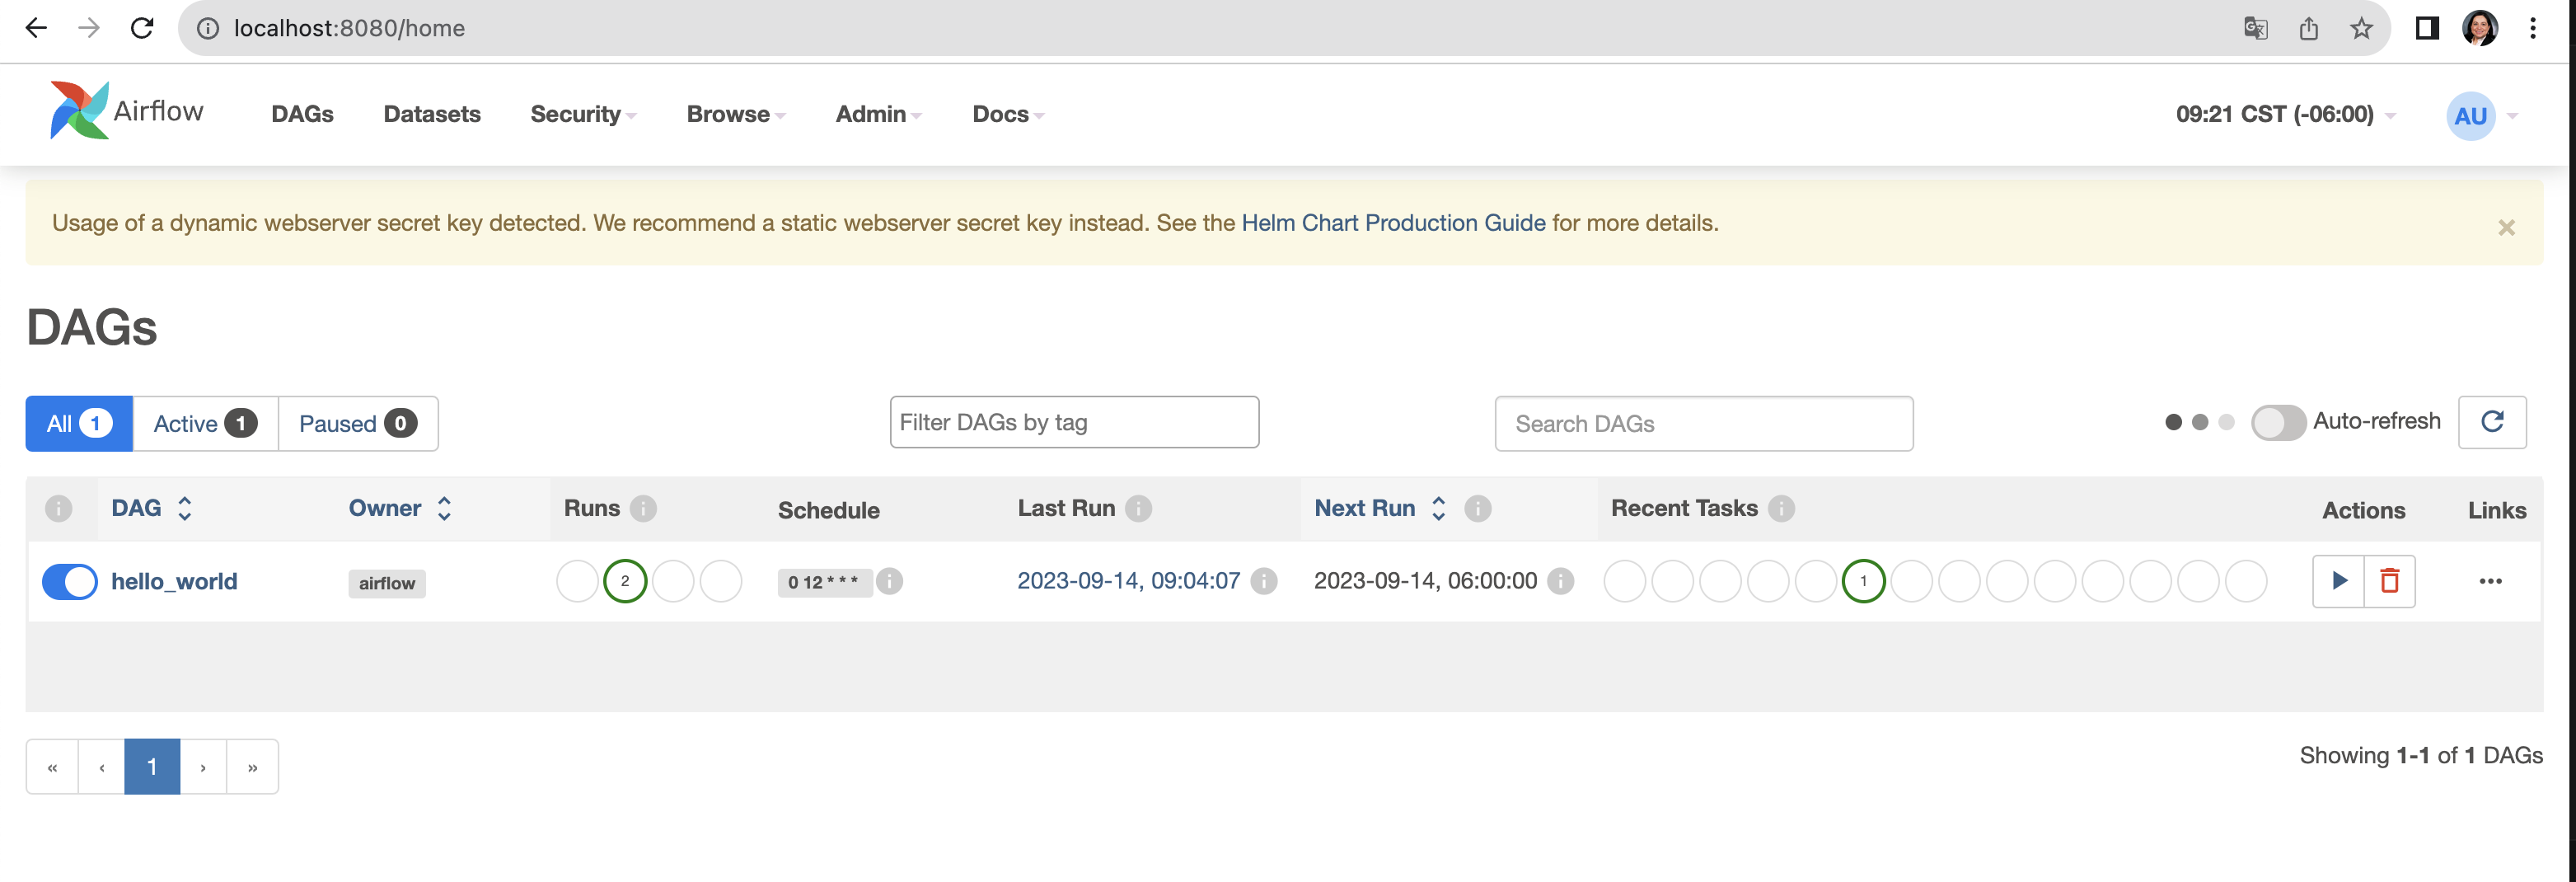 localhost:8080/home
Airflow DAGs Datasets Security Browse Admin Docs 09:21 CST (-06:00) AU
Usage of a dynamic webserver secret key detected. We recommend a static webserver secret key instead. See the Helm Chart Production Guide for more details. ×
DAGs
All 1 Active 1 Paused 0 Filter DAGs by tag Search DAGs Auto-refresh
i DAG Owner Runs i Schedule Last Run i Next Run i Recent Tasks i Actions Links
hello_world airflow 2 0 12 * * * i 2023-09-14, 09:04:07 i 2023-09-14, 06:00:00 i 1 ...
« ‹ 1 › » Showing 1-1 of 1 DAGs